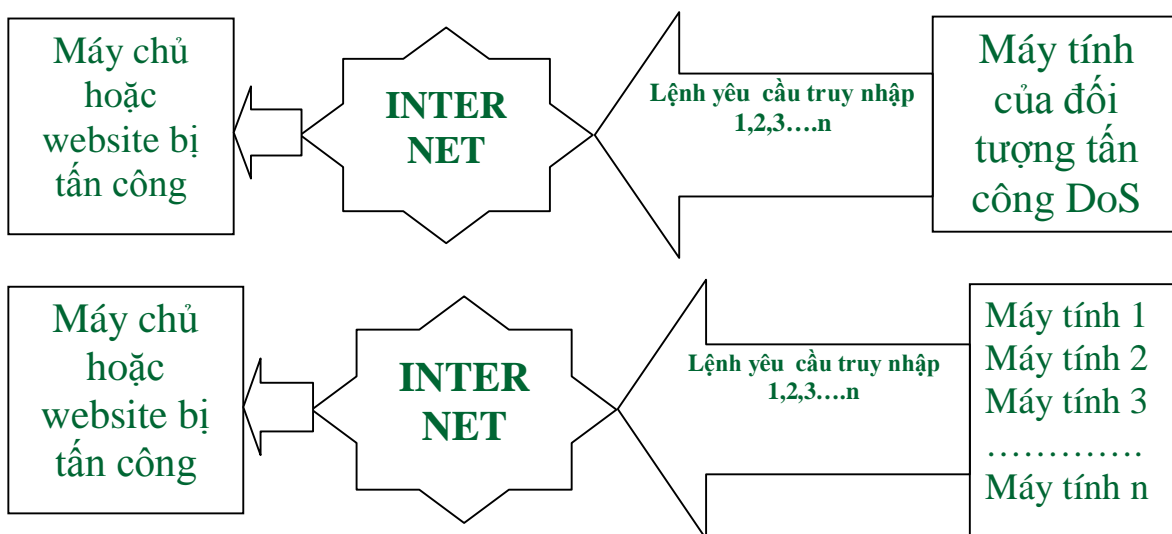 Máy chủ
hoặc
website bị
tấn công
INTER
NET
Lệnh yêu cầu truy nhập
1,2,3….n
Máy tính
của đối
tượng tấn
công DoS
Máy chủ
hoặc
website bị
tấn công
INTER
NET
Lệnh yêu cầu truy nhập
1,2,3….n
Máy tính 1
Máy tính 2
Máy tính 3
………….
Máy tính n